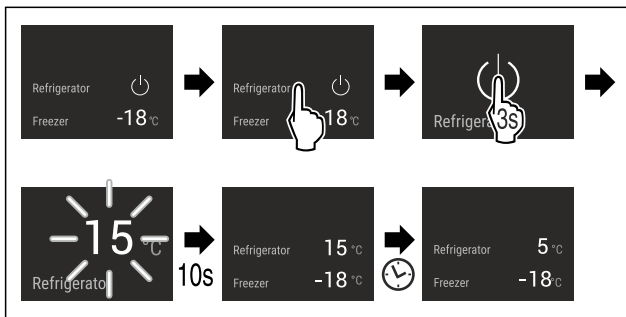 Refrigerator
Freezer -18 °C
Refrigerator
Freezer 18 °C
Refrigera 3s
15 °C
Refrigerato
10s
Refrigerator 15 °C
Freezer -18 °C
Refrigerator 5 °C
Freezer -18 °C